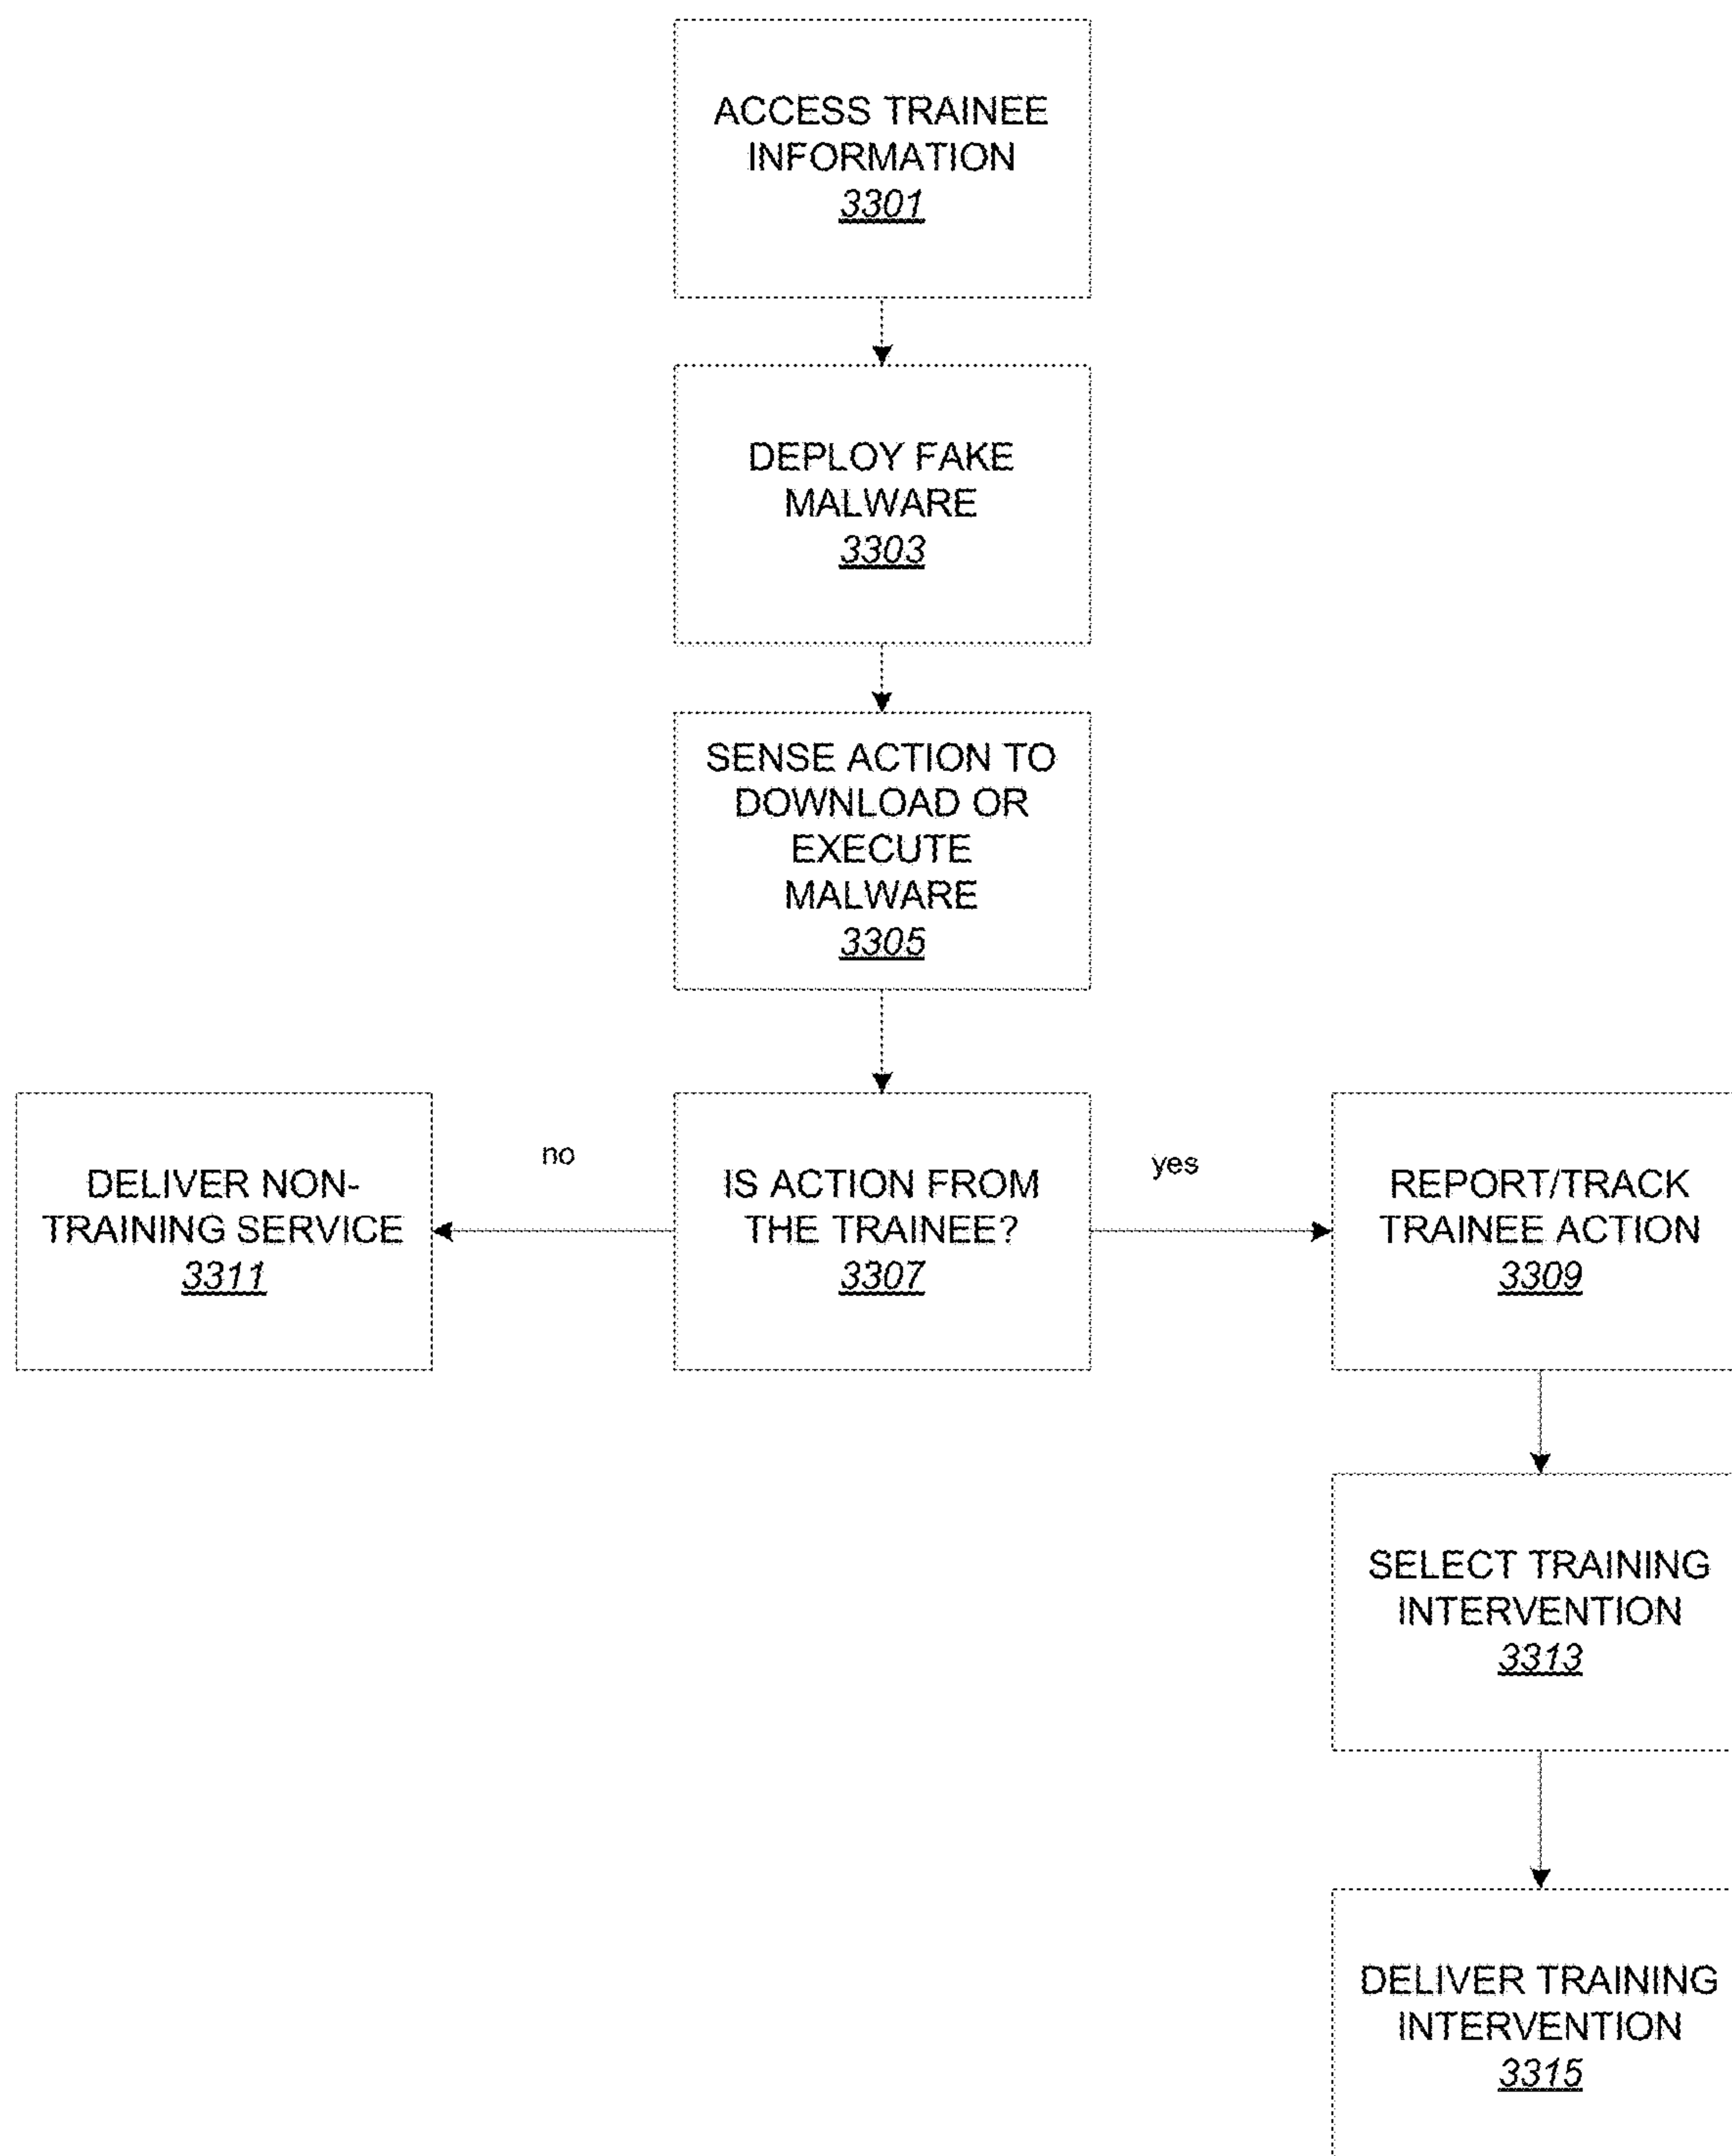 ACCESS TRAINEE
INFORMATION
3301
DEPLOY FAKE
MALWARE
3303
SENSE ACTION TO
DOWNLOAD OR
EXECUTE
MALWARE
3305
DELIVER NON-
TRAINING SERVICE
3311
no
IS ACTION FROM
THE TRAINEE?
3307
yes
REPORT/TRACK
TRAINEE ACTION
3309
SELECT TRAINING
INTERVENTION
3313
DELIVER TRAINING
INTERVENTION
3315